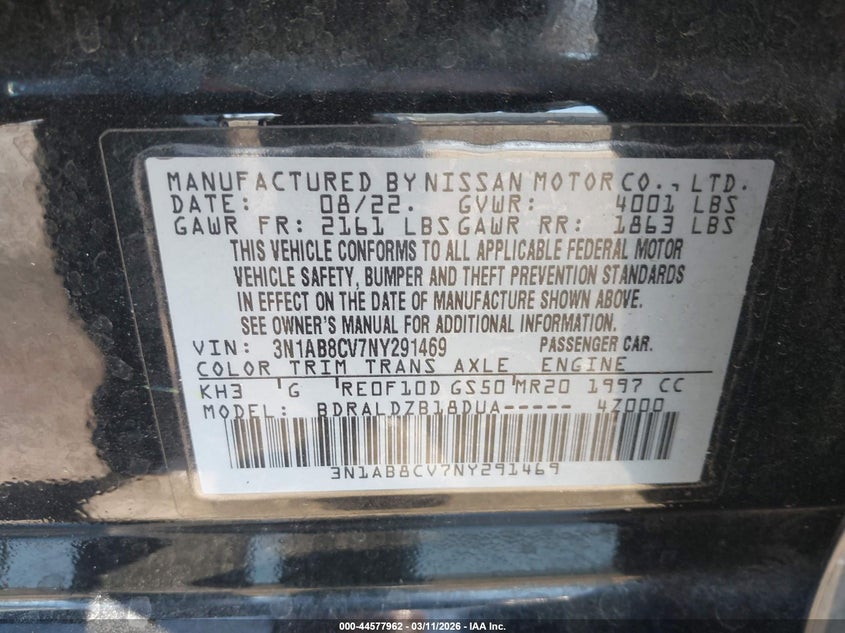 MANUFACTURED BY NISSAN MOTOR CO., LTD.
DATE: 08/22. GVWR: 4001 LBS
GAWR FR: 2161 LBS GAWR RR: 1863 LBS
THIS VEHICLE CONFORMS TO ALL APPLICABLE FEDERAL MOTOR
VEHICLE SAFETY, BUMPER AND THEFT PREVENTION STANDARDS
IN EFFECT ON THE DATE OF MANUFACTURE SHOWN ABOVE.
SEE OWNER'S MANUAL FOR ADDITIONAL INFORMATION.
VIN: 3N1AB8CV7NY291469 PASSENGER CAR.
COLOR TRIM TRANS AXLE ENGINE
KH3 G RE0F10D GS50 MR20 1997 CC
MODEL: BDRALDZB18DUA----- 4Z000
3N1AB8CV7NY291469
000-44577962 - 03/11/2026 - IAA Inc.